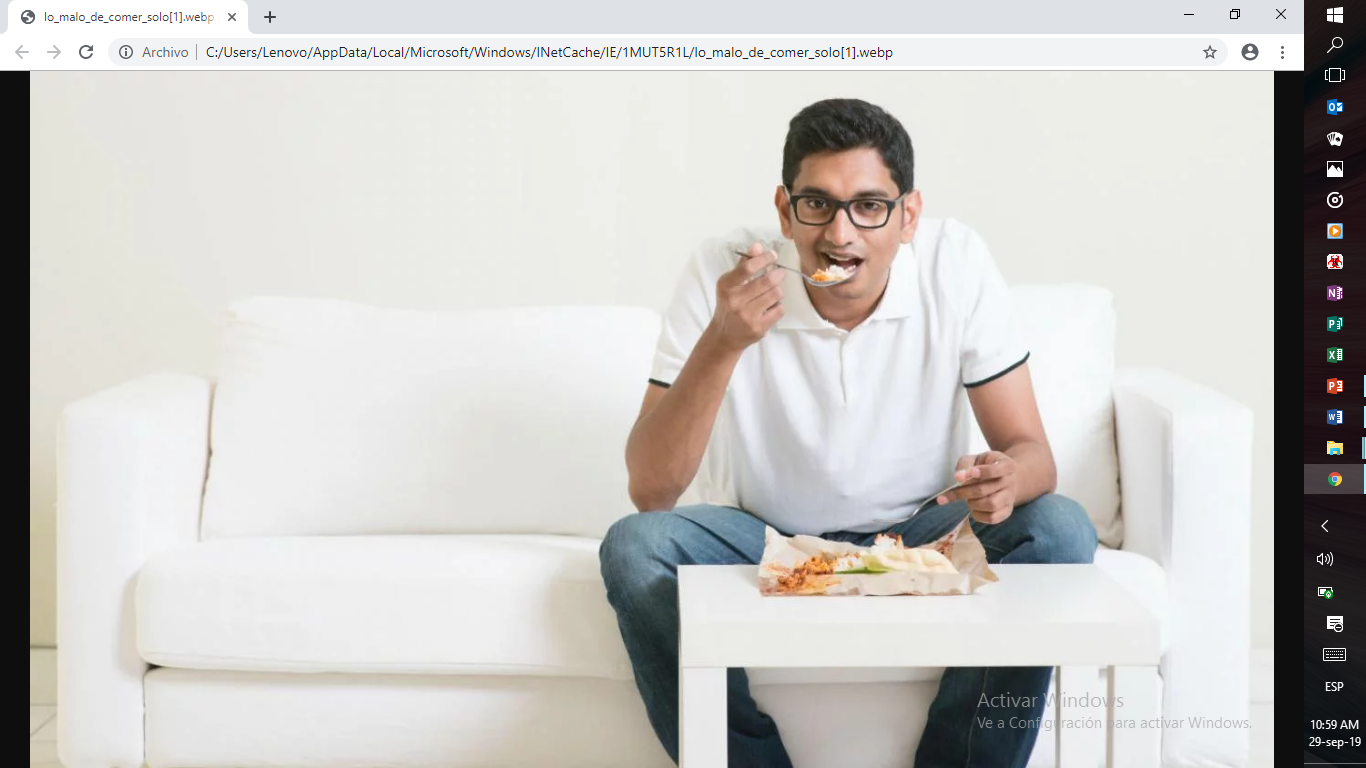 lo_malo_de_comer_solo[1].webp
Archivo
C:/Users/Lenovo/AppData/Local/Microsoft/Windows/INetCache/IE/1MUT5R1L/lo_malo_de_comer_solo[1].webp
Activar Windows
Ve a Configuración para activar Windows.
ESP
10:59 AM
29-sep-19